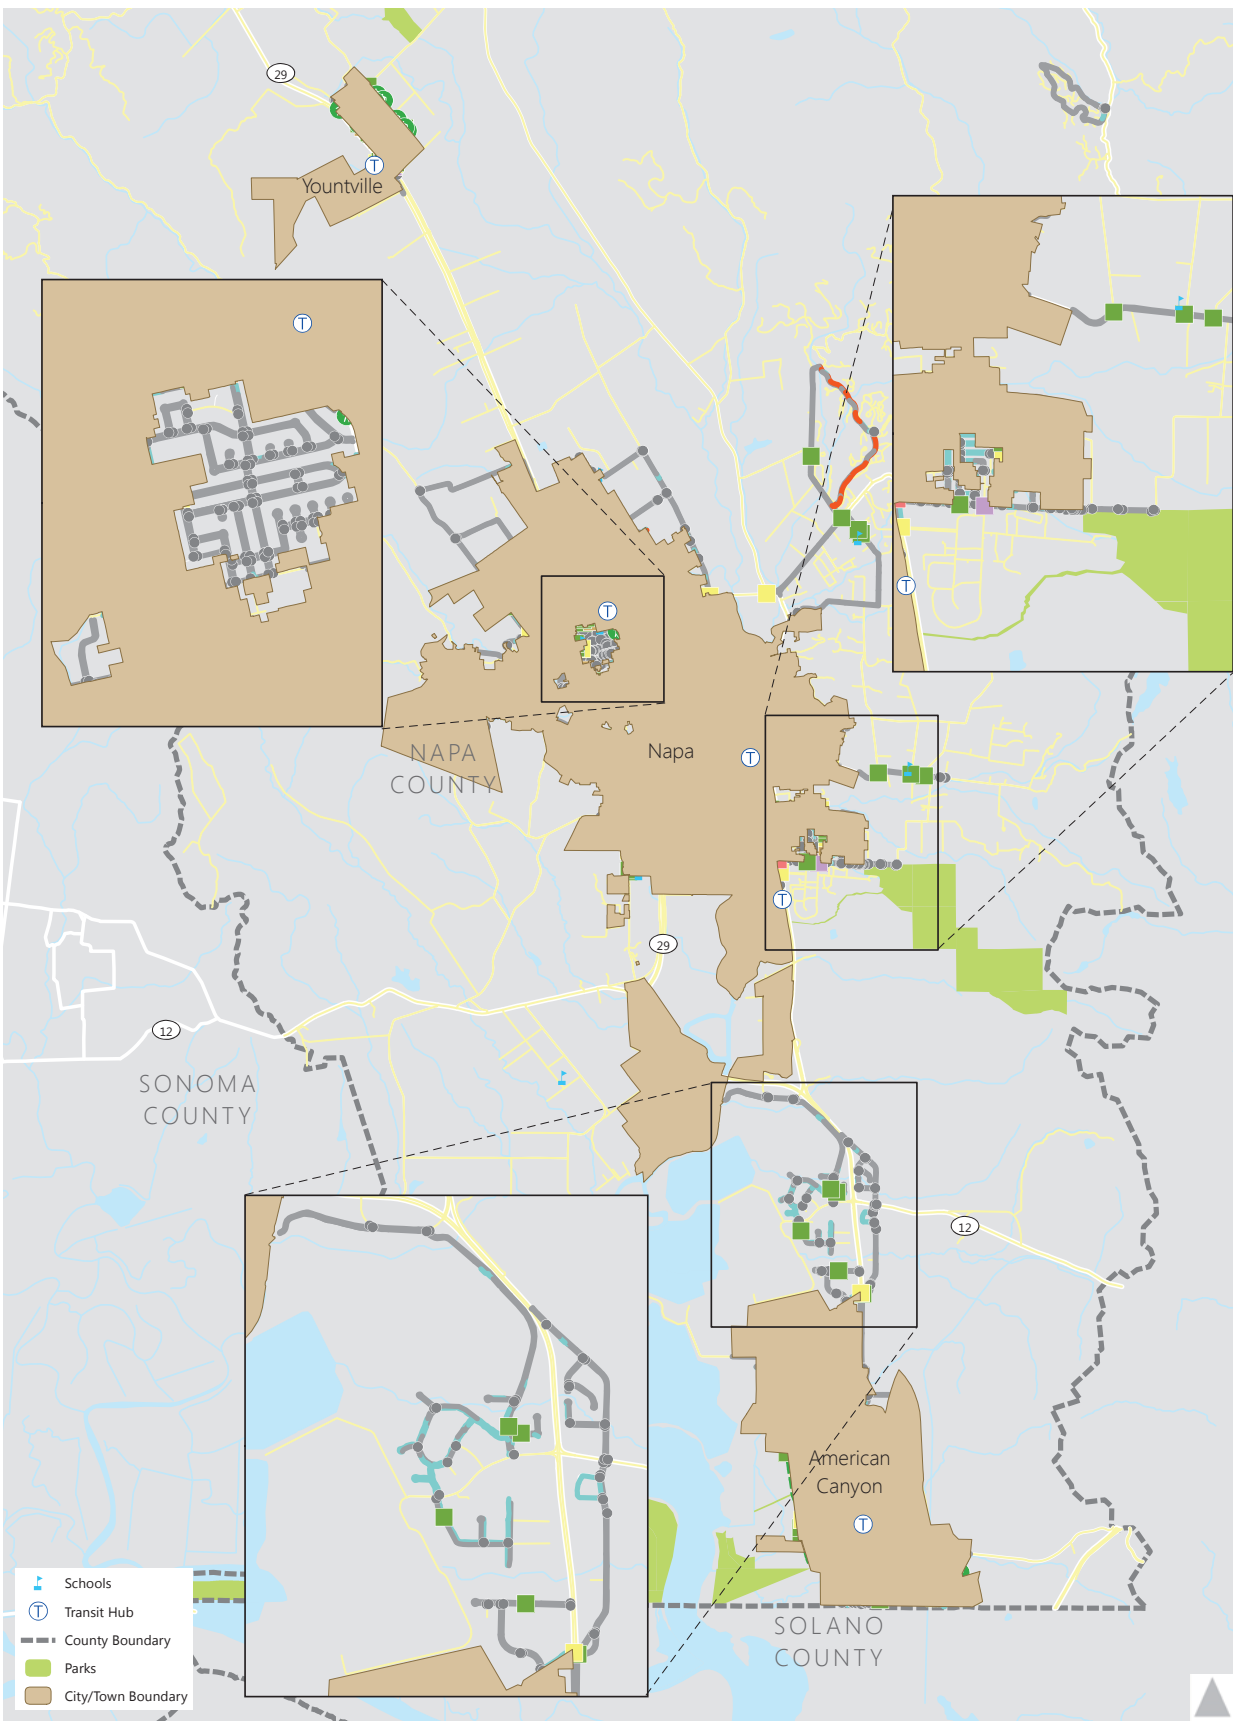 29
T
Yountville
T
T
T
NAPA
COUNTY
Napa
T
T
29
12
SONOMA
COUNTY
12
American
Canyon
T
SOLANO
COUNTY
Schools
T Transit Hub
County Boundary
Parks
City/Town Boundary